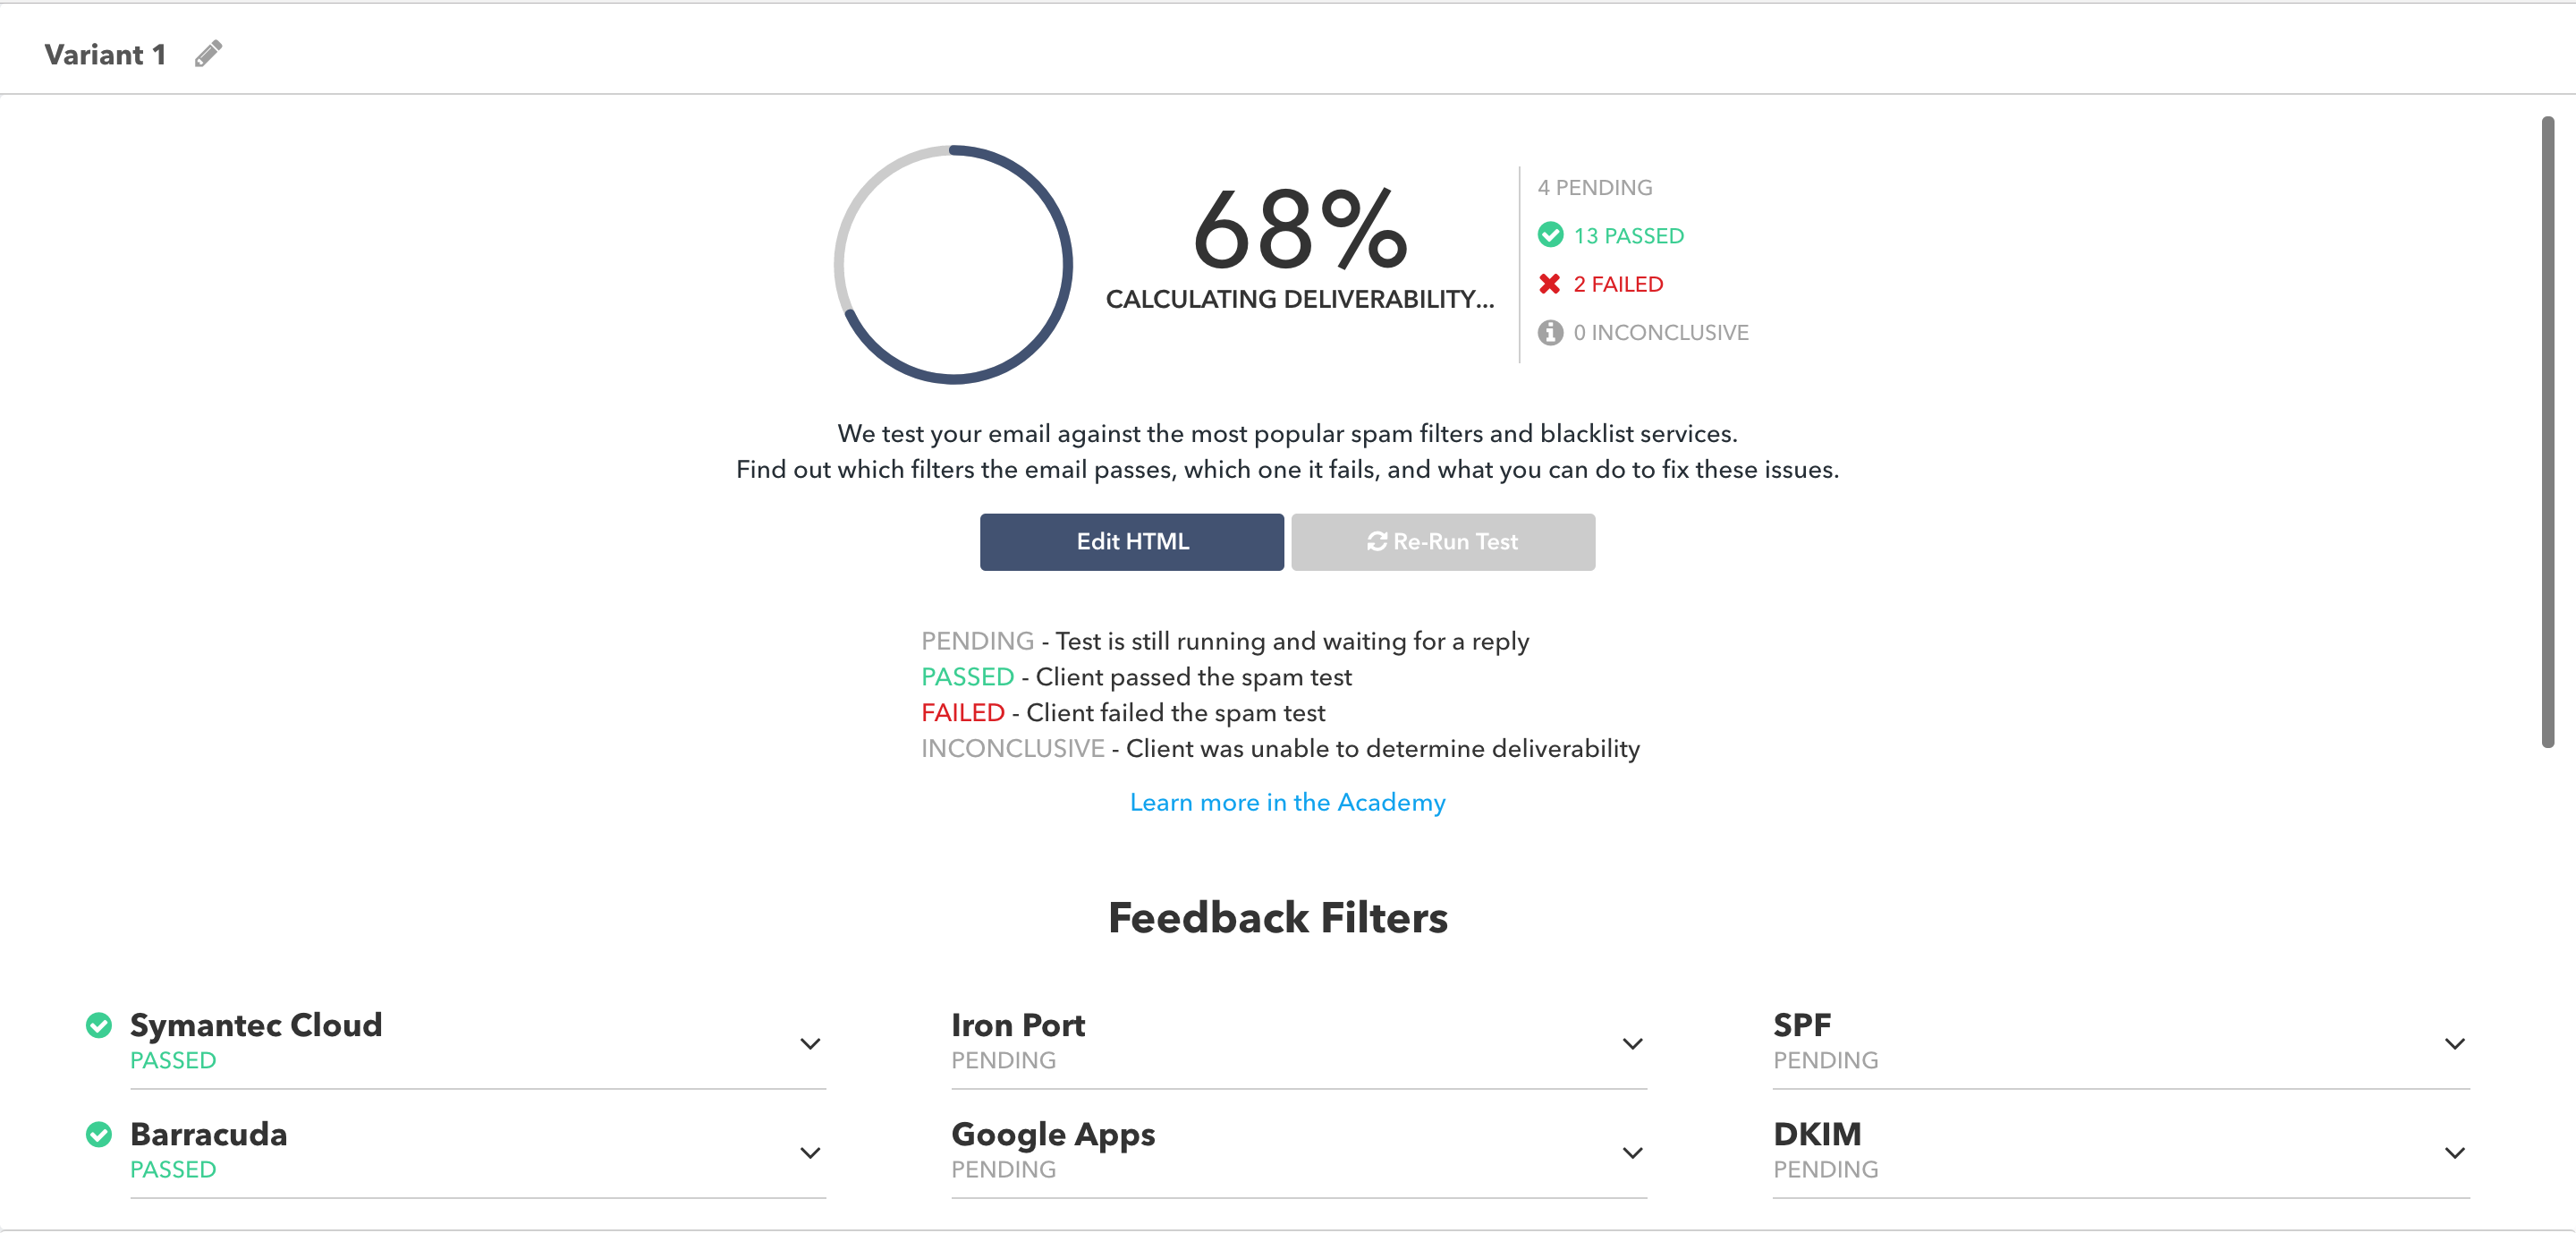 Variant 1
68%
CALCULATING DELIVERABILITY...
4 PENDING
13 PASSED
2 FAILED
0 INCONCLUSIVE
We test your email against the most popular spam filters and blacklist services.
Find out which filters the email passes, which one it fails, and what you can do to fix these issues.
Edit HTML
Re-Run Test
PENDING - Test is still running and waiting for a reply
PASSED - Client passed the spam test
FAILED - Client failed the spam test
INCONCLUSIVE - Client was unable to determine deliverability
Learn more in the Academy
Feedback Filters
Symantec Cloud
PASSED
Iron Port
PENDING
SPF
PENDING
Barracuda
PASSED
Google Apps
PENDING
DKIM
PENDING